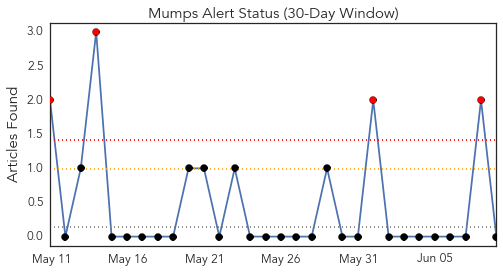 Mumps Alert Status (30-Day Window)
Articles Found
3.0
2.5
2.0
1.5
1.0
0.5
0.0
May 11 May 16 May 21 May 26 May 31 Jun 05